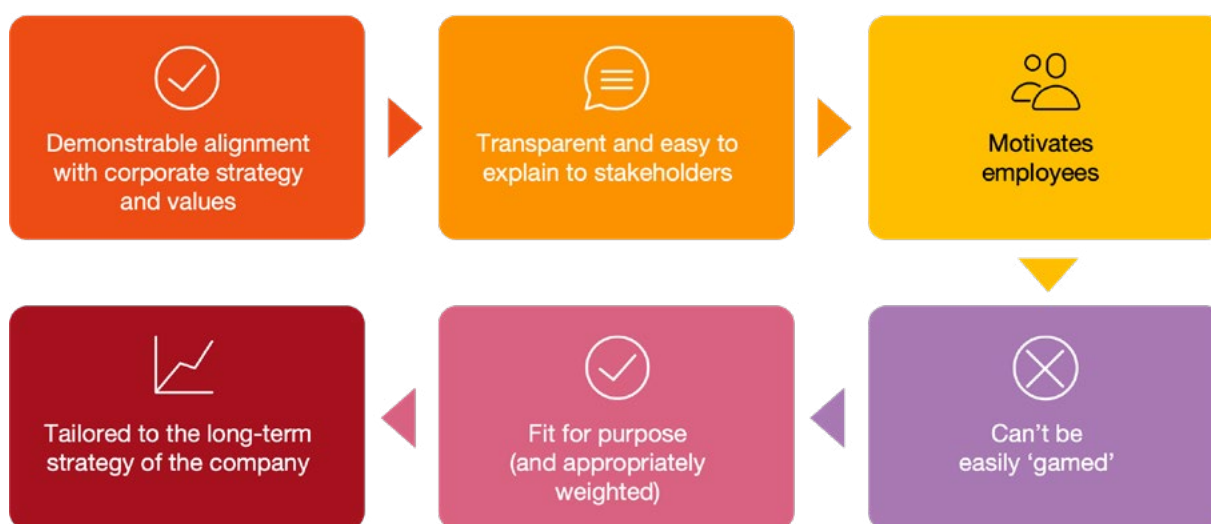 Demonstrable alignment
with corporate strategy
and values
Transparent and easy to
explain to stakeholders
Motivates
employees
Can’t be
easily ‘gamed’
Fit for purpose
(and appropriately
weighted)
Tailored to the long-term
strategy of the company